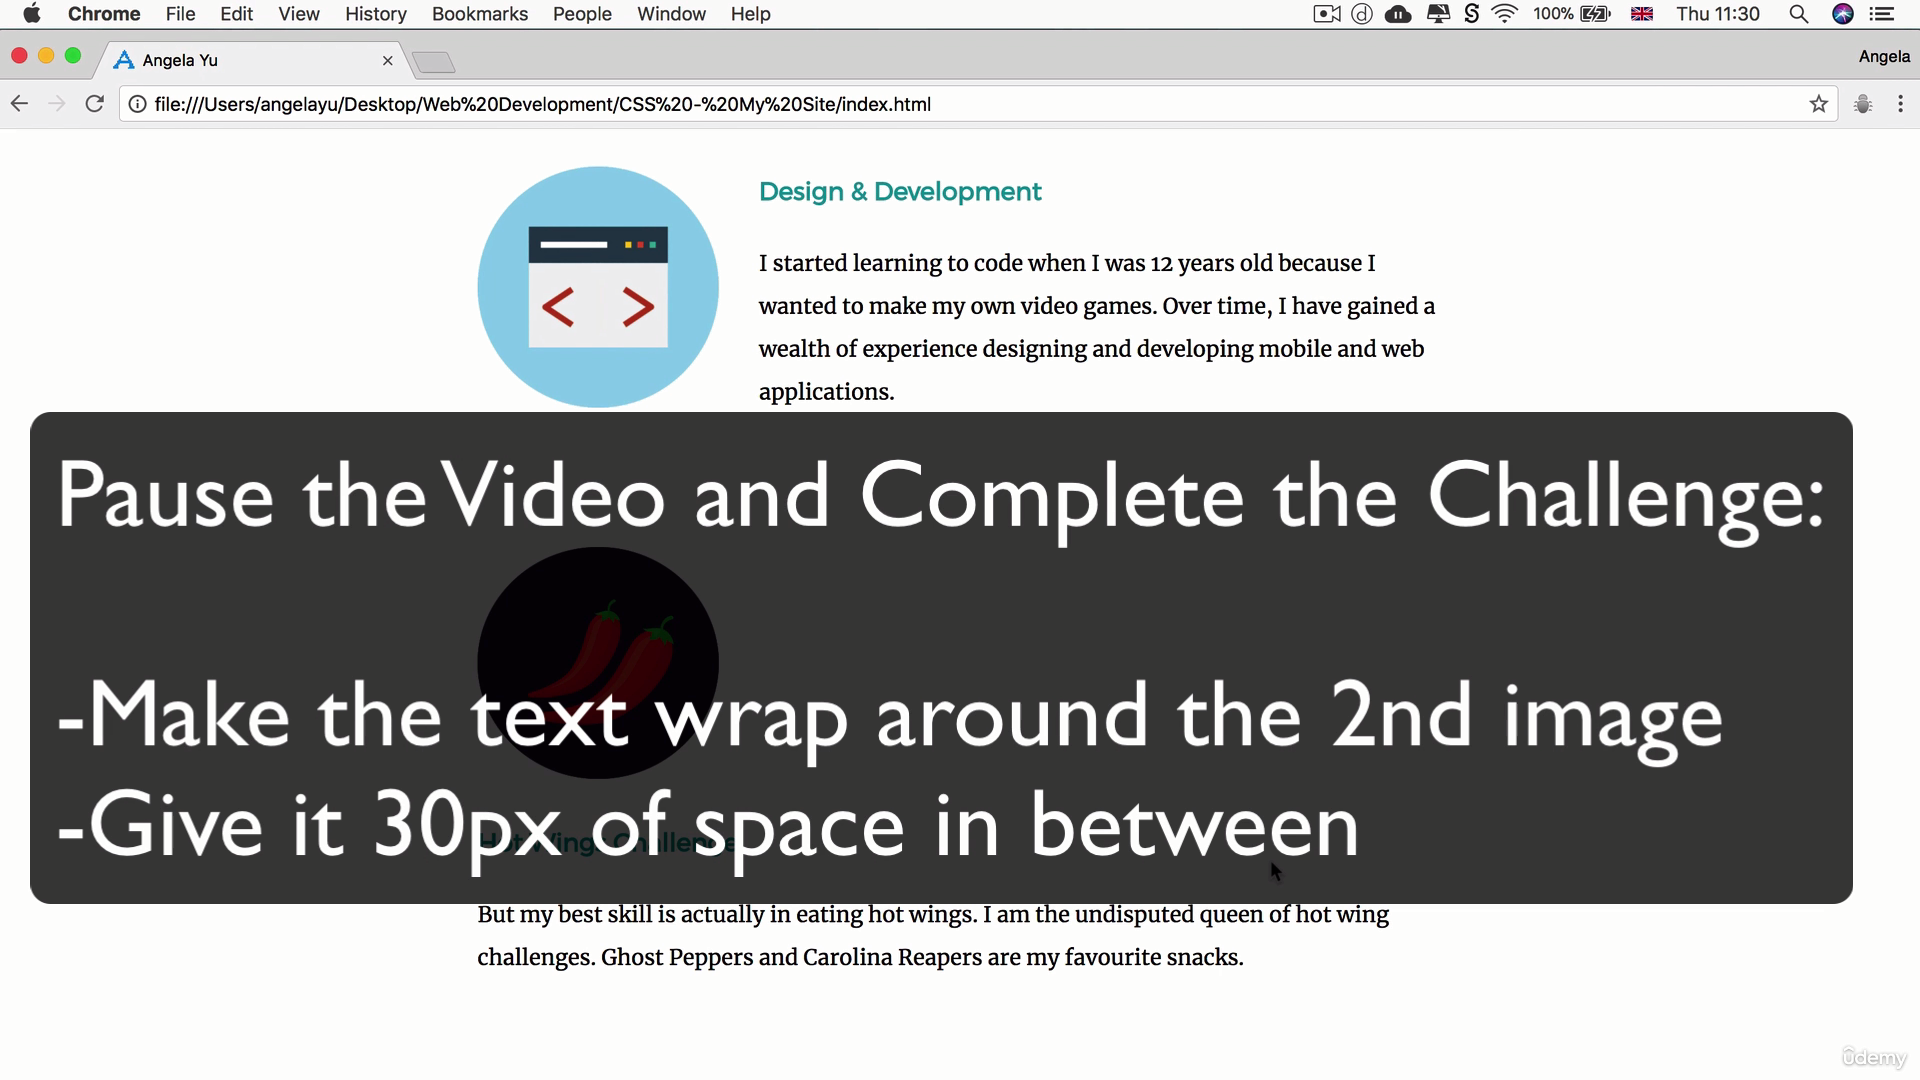 Chrome File Edit View History Bookmarks People Window Help 100% Thu 11:30
Angela Yu
Angela
file:///Users/angelayu/Desktop/Web%20Development/CSS%20-%20My%20Site/index.html
Design & Development
I started learning to code when I was 12 years old because I
wanted to make my own video games. Over time, I have gained a
wealth of experience designing and developing mobile and web
applications.
Pause the Video and Complete the Challenge:
-Make the text wrap around the 2nd image
-Give it 30px of space in between
Hot Wing Challenge
But my best skill is actually in eating hot wings. I am the undisputed queen of hot wing
challenges. Ghost Peppers and Carolina Reapers are my favourite snacks.
ûdemy